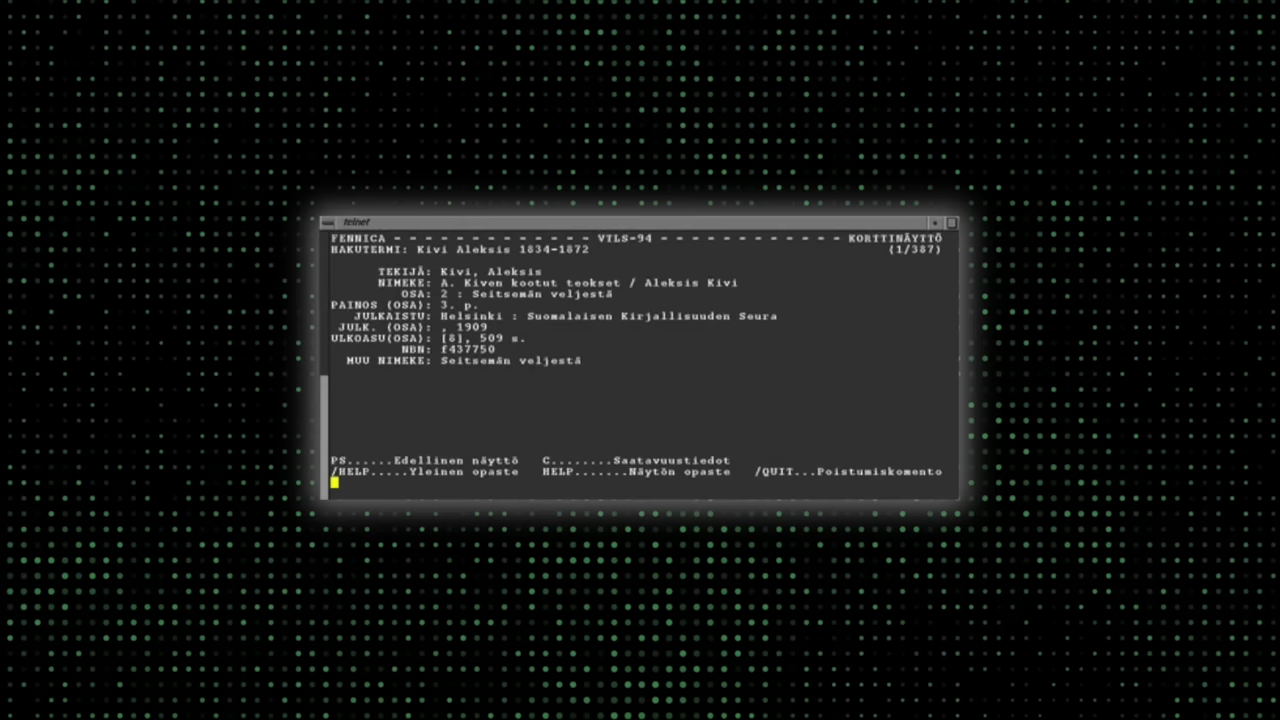 telnet
FENNICA - - - - - - - - - - - - - VTLS-94 - - - - - - - - - - - - KORTTINÄYTTÖ
HAKUTERMI: Kivi Aleksis 1834-1872 (1/387)
TEKIJÄ: Kivi, Aleksis
NIMEKE: A. Kiven kootut teokset / Aleksis Kivi
OSA: 2 : Seitsemän veljestä
PAINOS (OSA): 3. p.
JULKAISTU: Helsinki : Suomalaisen Kirjallisuuden Seura
JULK. (OSA): , 1909
ULKOASU(OSA): [8], 509 s.
NBN: f437750
MUU NIMEKE: Seitsemän veljestä
PS......Edellinen näyttö C........Saatavuustiedot
/HELP.....Yleinen opaste HELP.......Näytön opaste /QUIT...Poistumiskomento